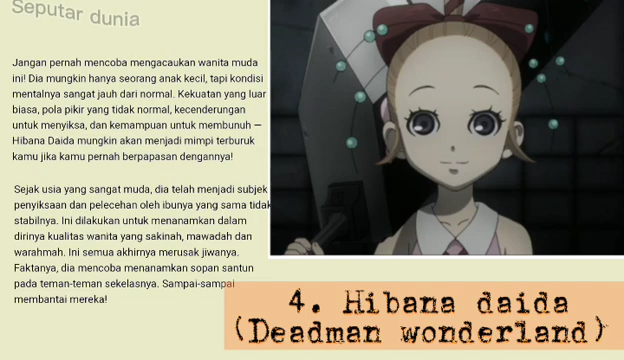 Seputar dunia
Jangan pernah mencoba mengacaukan wanita muda
ini! Dia mungkin hanya seorang anak kecil, tapi kondisi
mentalnya sangat jauh dari normal. Kekuatan yang luar
biasa, pola pikir yang tidak normal, kecenderungan
untuk menyiksa, dan kemampuan untuk membunuh —
Hibana Daida mungkin akan menjadi mimpi terburuk
kamu jika kamu pernah berpapasan dengannya!
Sejak usia yang sangat muda, dia telah menjadi subjek
penyiksaan dan pelecehan oleh ibunya yang sama tidak
stabilnya. Ini dilakukan untuk menanamkan dalam
dirinya kualitas wanita yang sakinah, mawadah dan
warahmah. Ini semua akhirnya merusak jiwanya.
Faktanya, dia mencoba menanamkan sopan santun
pada teman-teman sekelasnya. Sampai-sampai
membantai mereka!
4. Hibana daida
(Deadman wonderland)